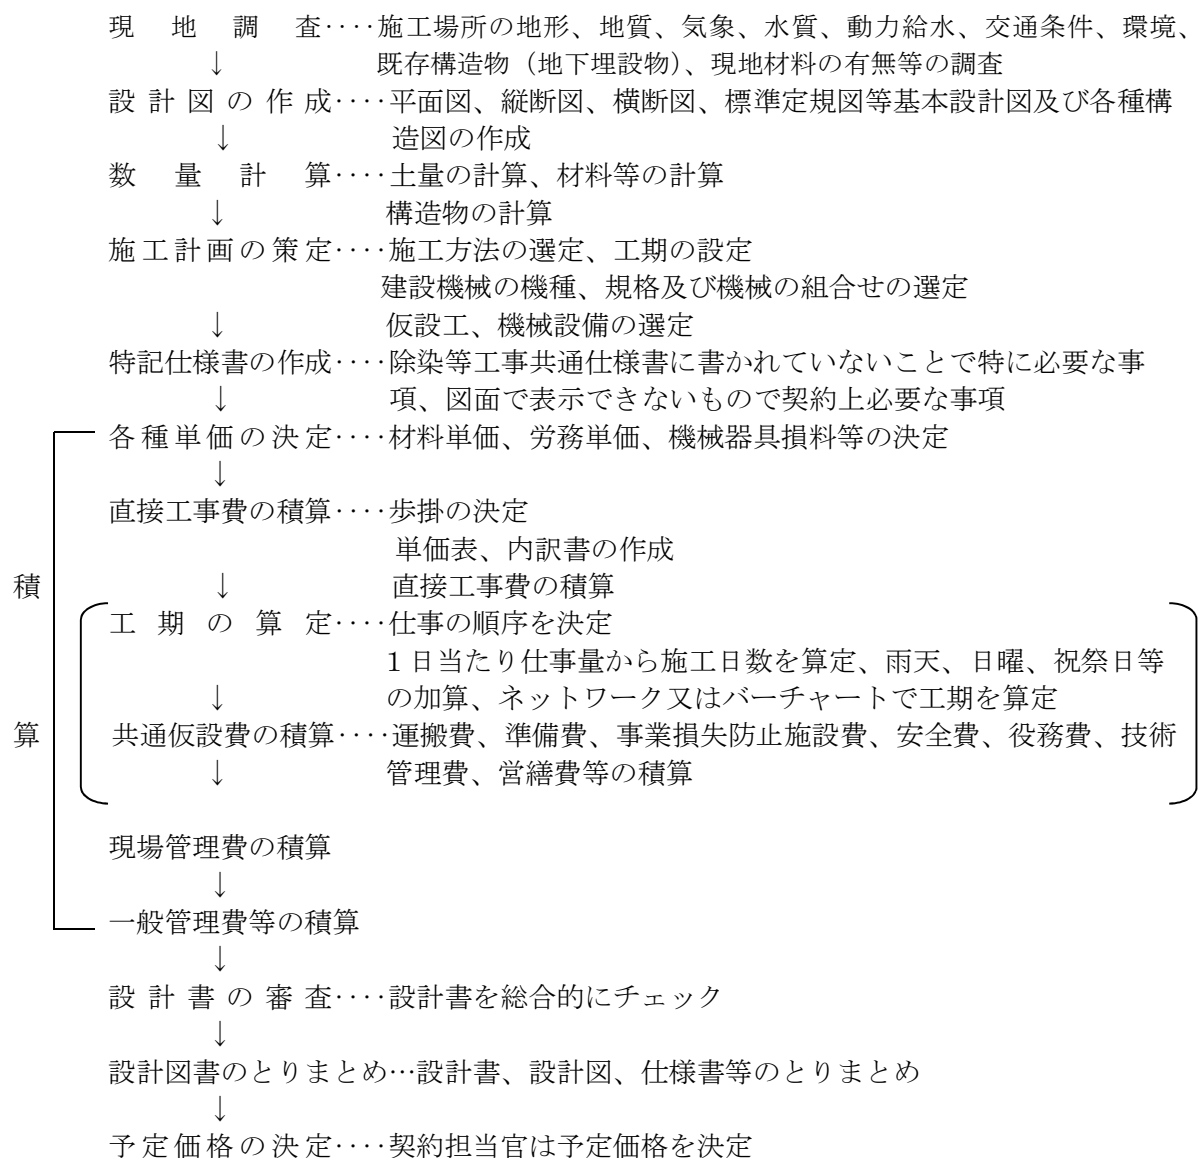 現地調査‥‥施工場所の地形、地質、気象、水質、動力給水、交通条件、環境、
↓ 既存構造物（地下埋設物）、現地材料の有無等の調査
設計図の作成‥‥平面図、縦断図、横断図、標準定規図等基本設計図及び各種構
↓ 造図の作成
数量計算‥‥土量の計算、材料等の計算
↓ 構造物の計算
施工計画の策定‥‥施工方法の選定、工期の設定
建設機械の機種、規格及び機械の組合せの選定
↓ 仮設工、機械設備の選定
特記仕様書の作成‥‥除染等工事共通仕様書に書かれていないことで特に必要な事
↓ 項、図面で表示できないもので契約上必要な事項
各種単価の決定‥‥材料単価、労務単価、機械器具損料等の決定
↓
直接工事費の積算‥‥歩掛の決定
単価表、内訳書の作成
積 ↓ 直接工事費の積算
工期の算定‥‥仕事の順序を決定
1日当たり仕事量から施工日数を算定、雨天、日曜、祝祭日等
↓ の加算、ネットワーク又はバーチャートで工期を算定
算 共通仮設費の積算‥‥運搬費、準備費、事業損失防止施設費、安全費、役務費、技術
↓ 管理費、営繕費等の積算
現場管理費の積算
↓
一般管理費等の積算
↓
設計書の審査‥‥設計書を総合的にチェック
↓
設計図書のとりまとめ…設計書、設計図、仕様書等のとりまとめ
↓
予定価格の決定‥‥契約担当官は予定価格を決定